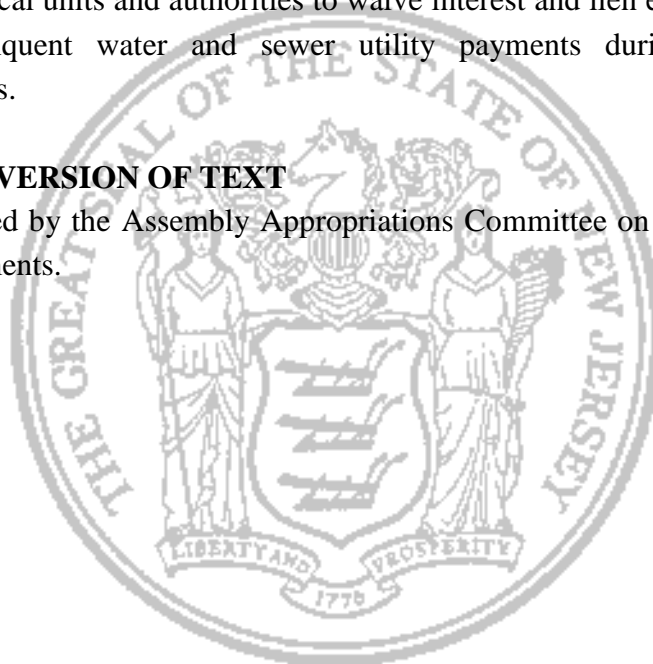 cal units and authorities to waive interest and lien e
quent water and sewer utility payments duri
s.
VERSION OF TEXT
ed by the Assembly Appropriations Committee on
ents.
THE GREAT SEAL OF THE STATE OF NEW JERSEY
LIBERTY AND PROSPERITY
1776